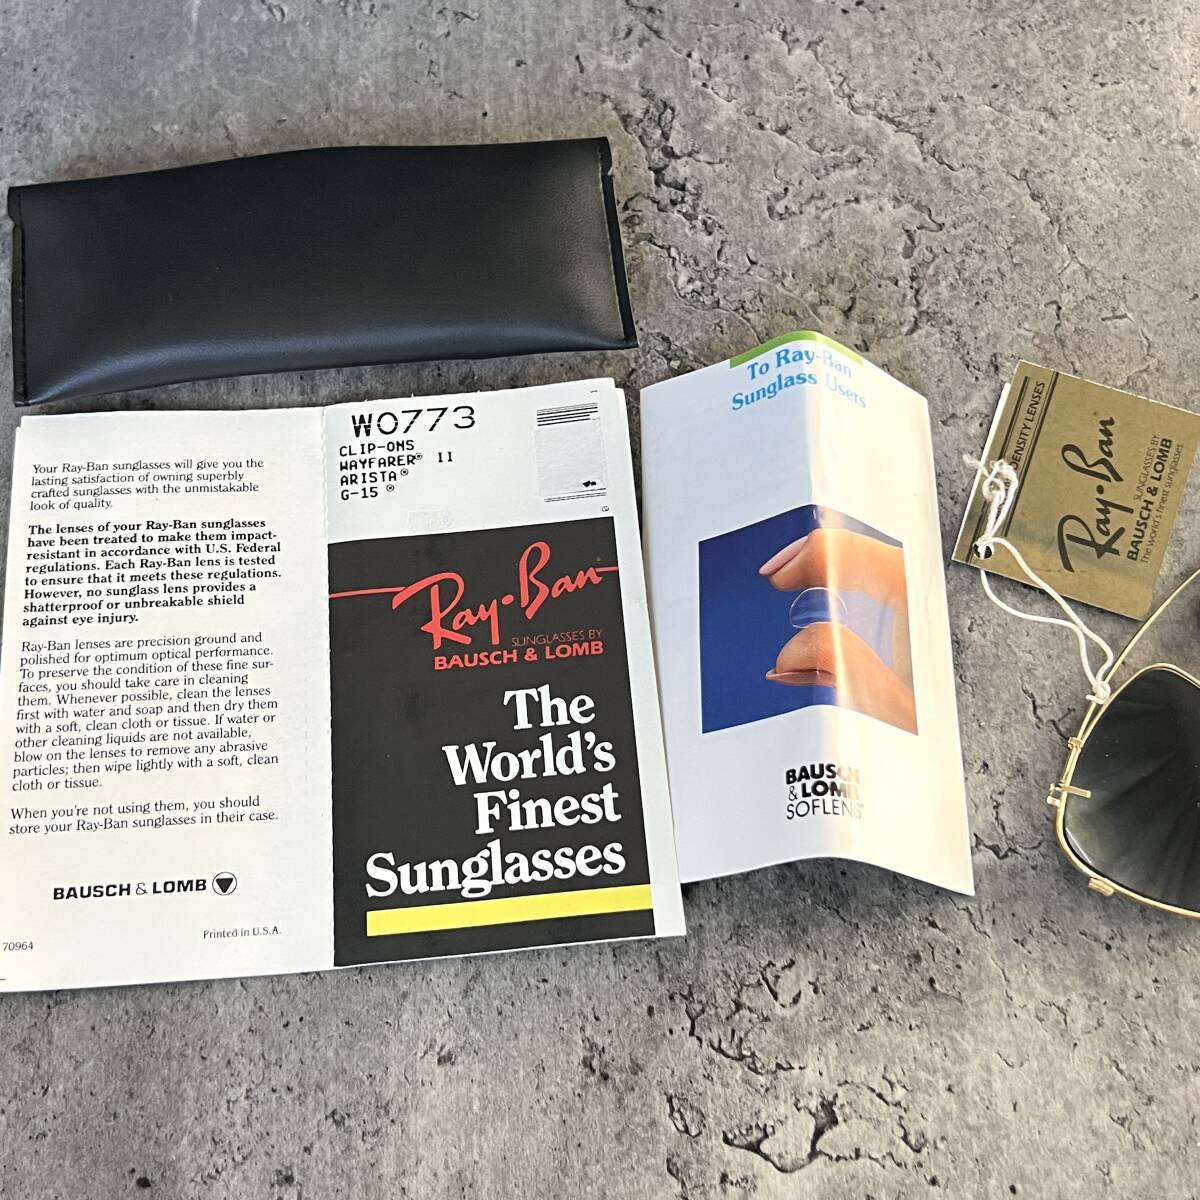 Your Ray-Ban sunglasses will give you the
lasting satisfaction of owning superbly
crafted sunglasses with the unmistakable
look of quality.
The lenses of your Ray-Ban sunglasses
have been treated to make them impact-
resistant in accordance with U.S. Federal
regulations. Each Ray-Ban lens is tested
to ensure that it meets these regulations.
However, no sunglass lens provides a
shatterproof or unbreakable shield
against eye injury.
Ray-Ban lenses are precision ground and
polished for optimum optical performance.
To preserve the condition of these fine sur-
faces, you should take care in cleaning
them. Whenever possible, clean the lenses
first with water and soap and then dry them
with a soft, clean cloth or tissue. If water or
other cleaning liquids are not available,
blow on the lenses to remove any abrasive
particles; then wipe lightly with a soft, clean
cloth or tissue.
When you're not using them, you should
store your Ray-Ban sunglasses in their case.
BAUSCH & LOMB
Printed in U.S.A.
70964
W0773
CLIP-ONS
WAYFARER® II
ARISTA®
G-15®
1
Ray-Ban
SUNGLASSES BY
BAUSCH & LOMB
The
World's
Finest
Sunglasses
To Ray-Ban
Sunglass Users
BAUSCH
& LOMB
SOFLENS
DENSITY LENSES
Ray-Ban
SUNGLASSES BY
BAUSCH & LOMB
The World's finest sunglasses